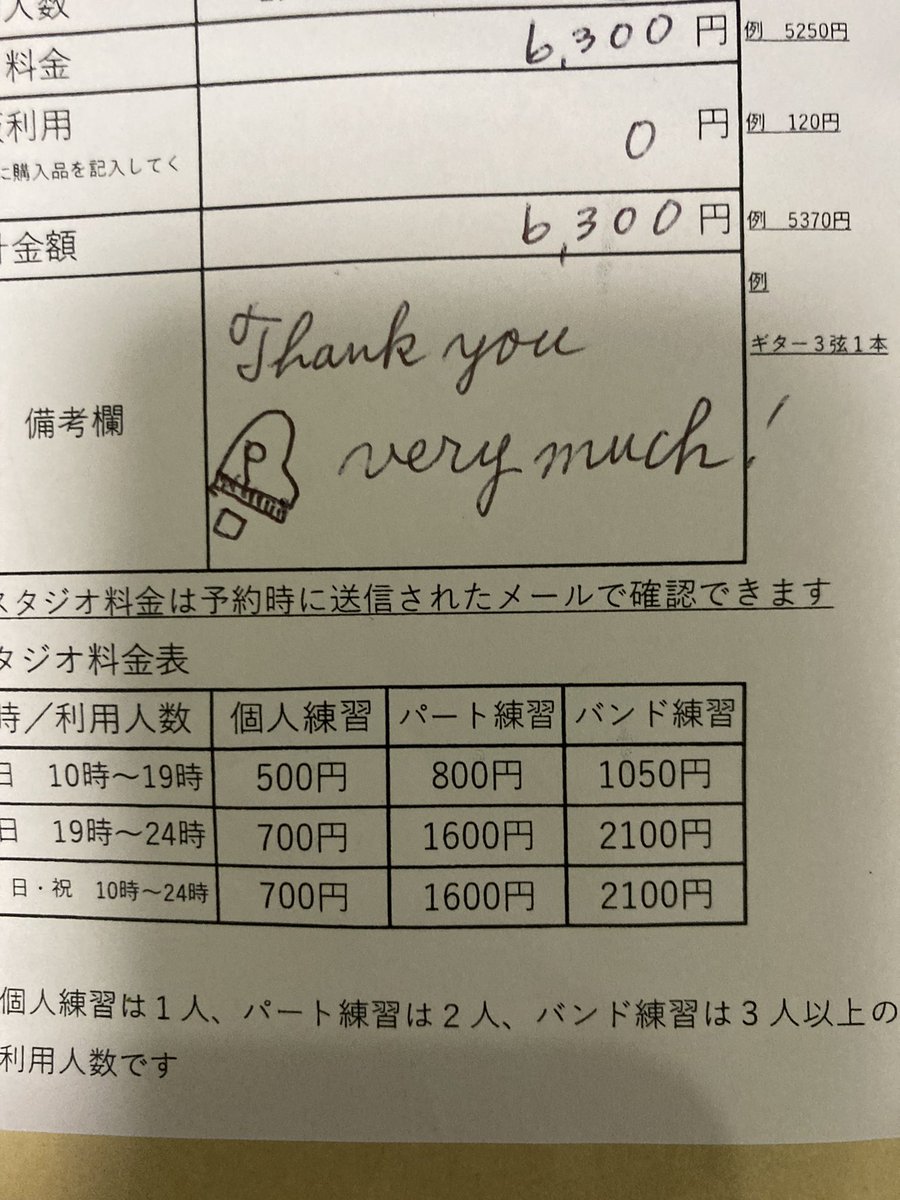 人数
料金 6,300円 例 5250円
利用 0円 例 120円
に購入品を記入してく
金額 6,300円 例 5370円
例
ギター3弦1本
備考欄
Thank you
very much!
P
スタジオ料金は予約時に送信されたメールで確認できます
タジオ料金表
時/利用人数 個人練習 パート練習 バンド練習
日 10時~19時 500円 800円 1050円
日 19時~24時 700円 1600円 2100円
・日・祝 10時~24時 700円 1600円 2100円
個人練習は1人、パート練習は2人、バンド練習は3人以上の
利用人数です